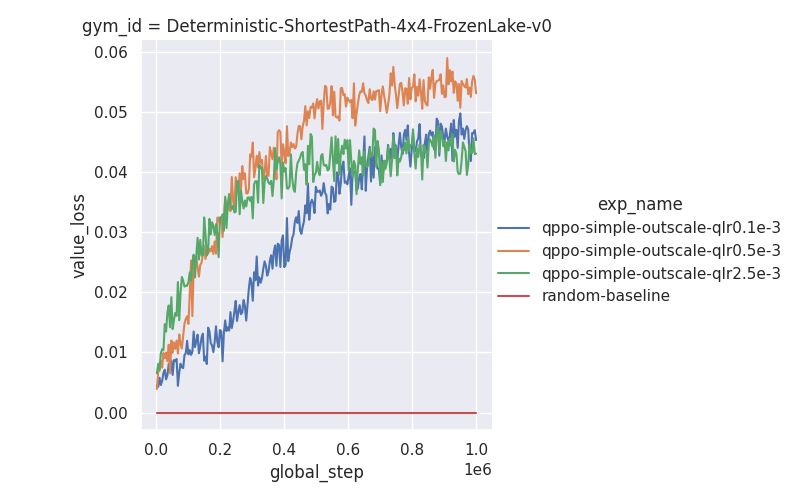 gym_id = Deterministic-ShortestPath-4x4-FrozenLake-v0
0.06
0.05
0.04
0.03
0.02
0.01
0.00
value_loss
0.0 0.2 0.4 0.6 0.8 1.0
1e6
global_step
exp_name
qppo-simple-outscale-qlr0.1e-3
qppo-simple-outscale-qlr0.5e-3
qppo-simple-outscale-qlr2.5e-3
random-baseline